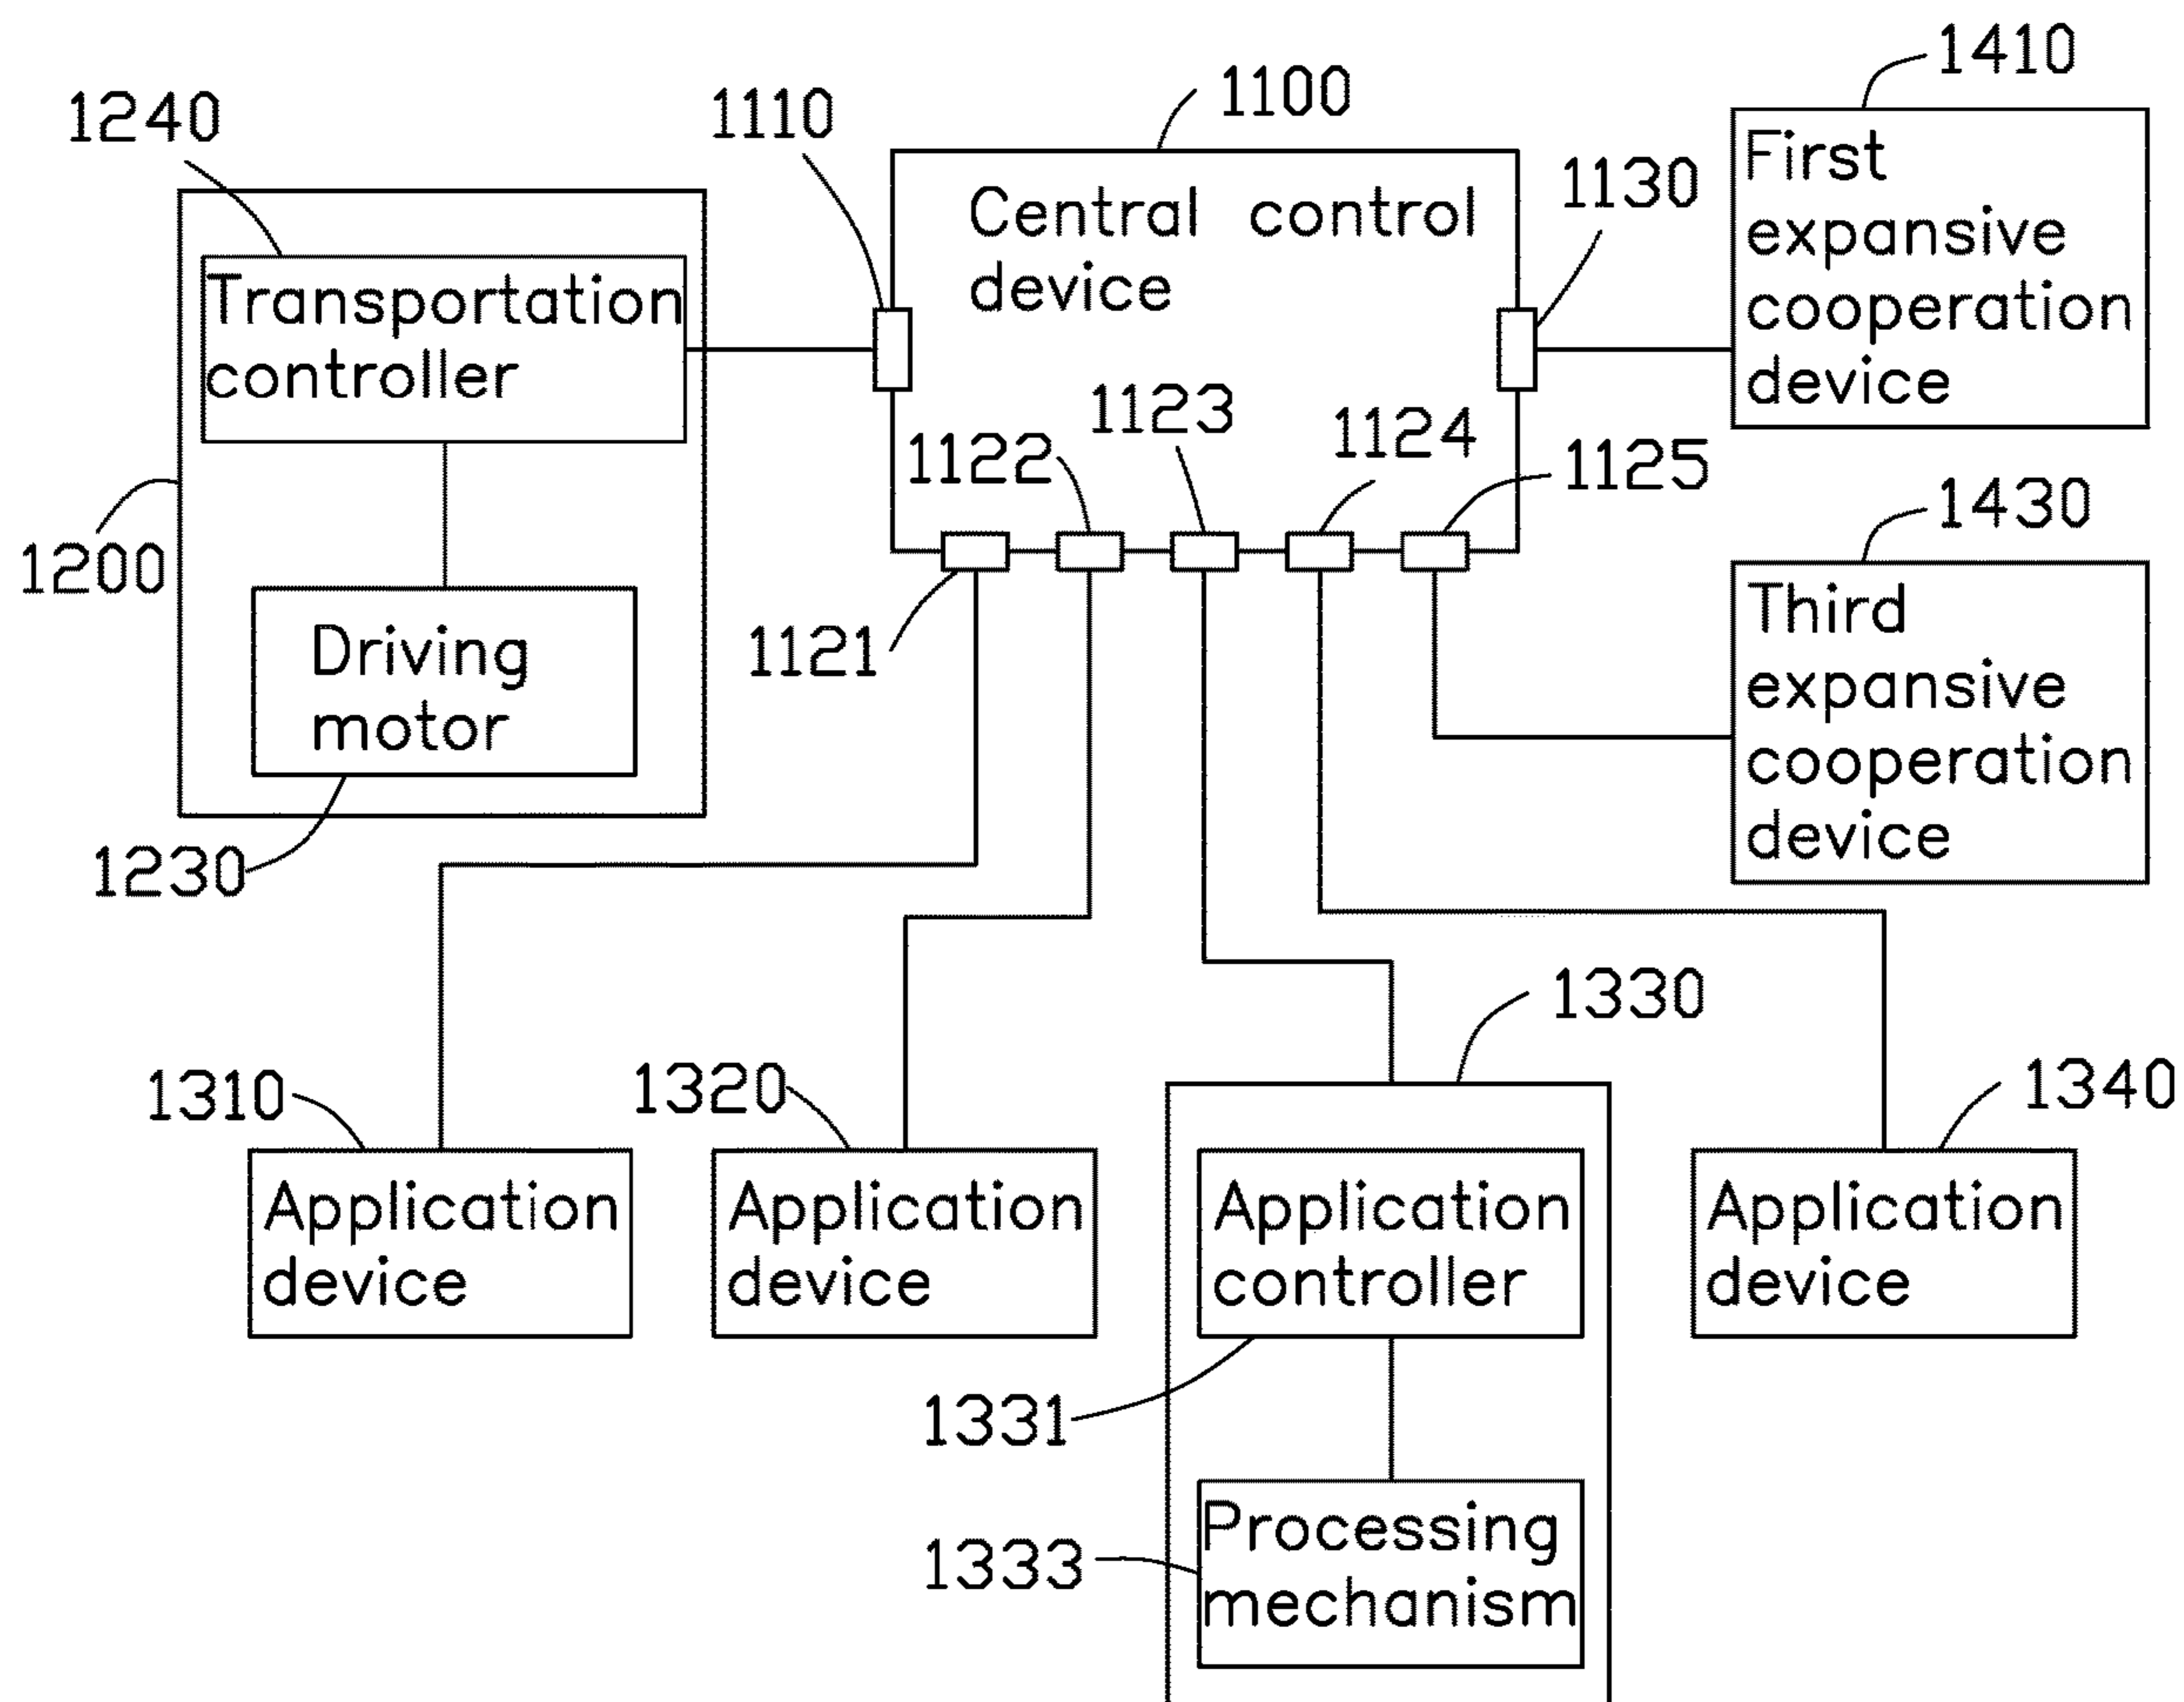 1410
1100
1240
1110
1130
First
expansive
cooperation
device
Central control
device
Transportation
controller
1123
1124
1122
1125
1430
1200
Third
expansive
cooperation
device
1121
Driving
motor
1230
1330
1310
1320
1340
Application
device
Application
device
Application
controller
Application
device
1331
Processing
mechanism
1333